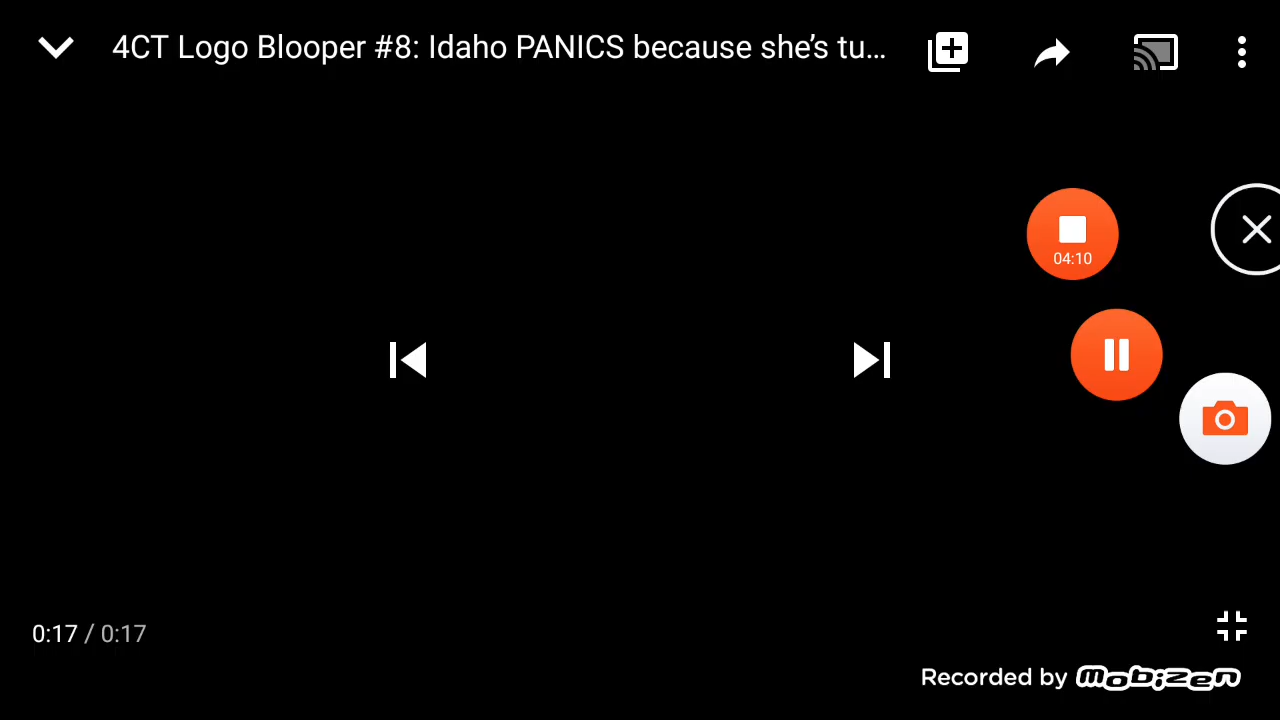 4CT Logo Blooper #8: Idaho PANICS because she’s tu...
04:10
0:17 / 0:17
Recorded by Mobizen